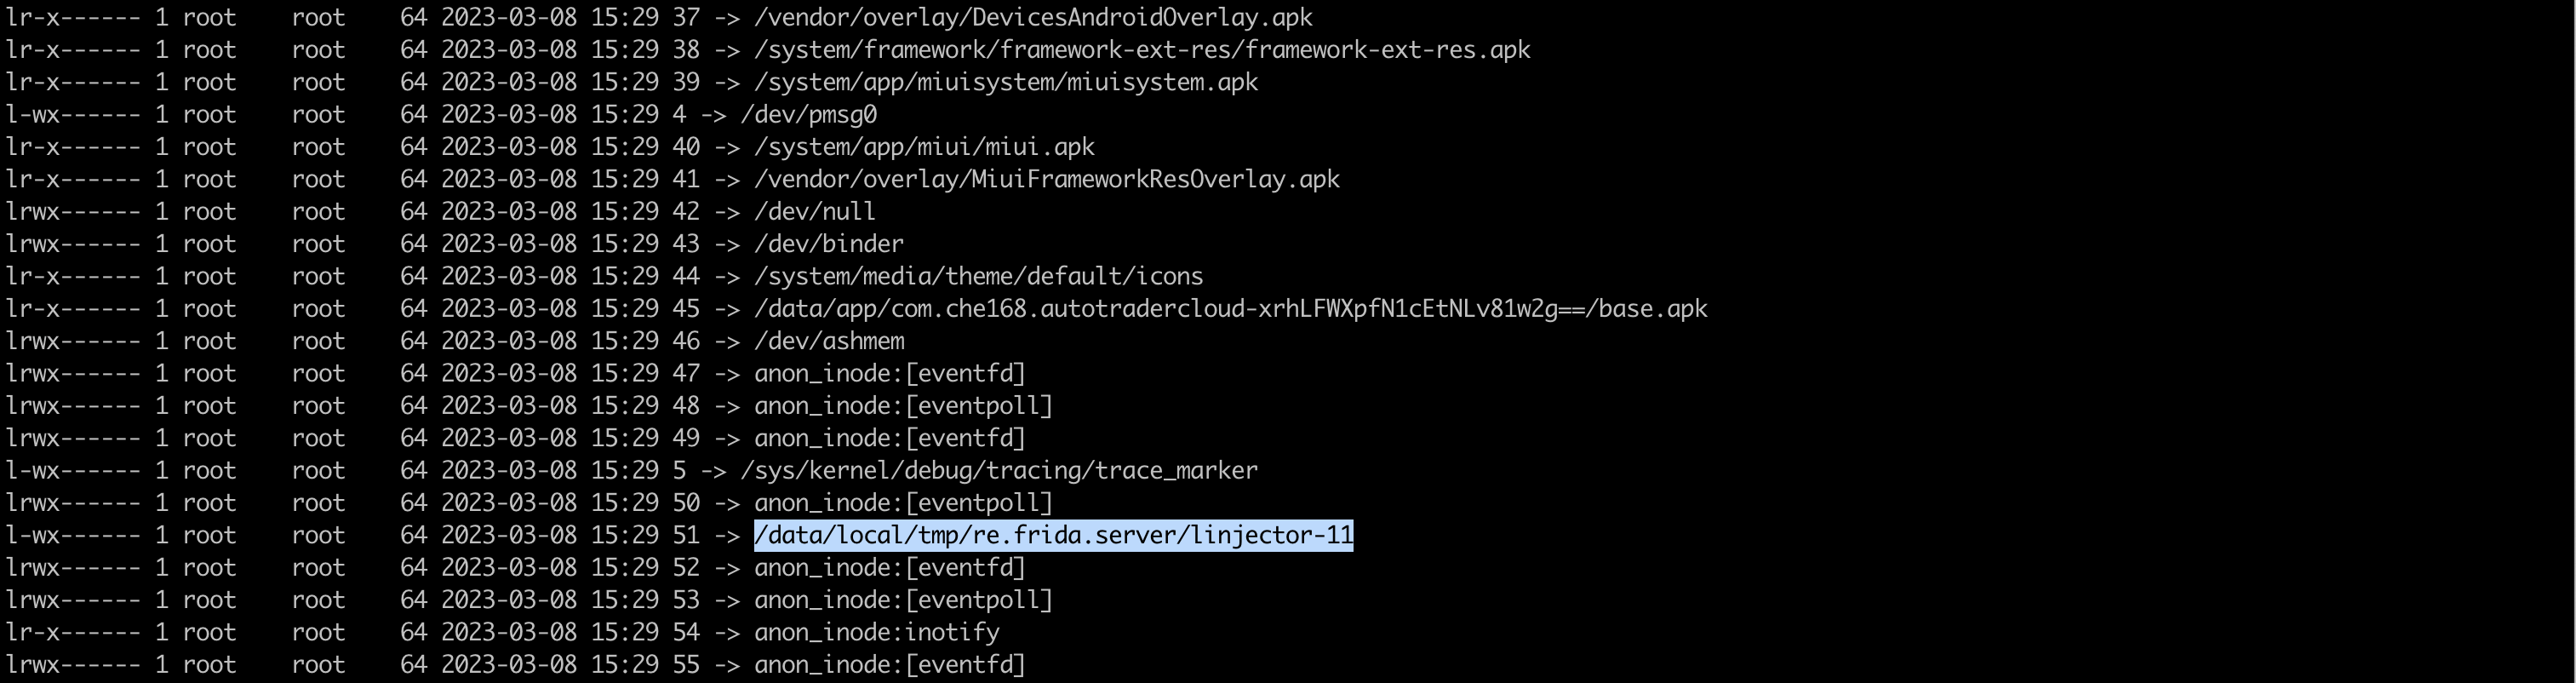 lr-x------ 1 root    root    64 2023-03-08 15:29 37 -> /vendor/overlay/DevicesAndroidOverlay.apk
lr-x------ 1 root    root    64 2023-03-08 15:29 38 -> /system/framework/framework-ext-res/framework-ext-res.apk
lr-x------ 1 root    root    64 2023-03-08 15:29 39 -> /system/app/miuisystem/miuisystem.apk
l-wx------ 1 root    root    64 2023-03-08 15:29 4 -> /dev/pmsg0
lr-x------ 1 root    root    64 2023-03-08 15:29 40 -> /system/app/miui/miui.apk
lr-x------ 1 root    root    64 2023-03-08 15:29 41 -> /vendor/overlay/MiuiFrameworkResOverlay.apk
lrwx------ 1 root    root    64 2023-03-08 15:29 42 -> /dev/null
lrwx------ 1 root    root    64 2023-03-08 15:29 43 -> /dev/binder
lr-x------ 1 root    root    64 2023-03-08 15:29 44 -> /system/media/theme/default/icons
lr-x------ 1 root    root    64 2023-03-08 15:29 45 -> /data/app/com.che168.autotradercloud-xrhLFWXpfN1cEtNLv81w2g==/base.apk
lrwx------ 1 root    root    64 2023-03-08 15:29 46 -> /dev/ashmem
lrwx------ 1 root    root    64 2023-03-08 15:29 47 -> anon_inode:[eventfd]
lrwx------ 1 root    root    64 2023-03-08 15:29 48 -> anon_inode:[eventpoll]
lrwx------ 1 root    root    64 2023-03-08 15:29 49 -> anon_inode:[eventfd]
l-wx------ 1 root    root    64 2023-03-08 15:29 5 -> /sys/kernel/debug/tracing/trace_marker
lrwx------ 1 root    root    64 2023-03-08 15:29 50 -> anon_inode:[eventpoll]
l-wx------ 1 root    root    64 2023-03-08 15:29 51 -> /data/local/tmp/re.frida.server/linjector-11
lrwx------ 1 root    root    64 2023-03-08 15:29 52 -> anon_inode:[eventfd]
lrwx------ 1 root    root    64 2023-03-08 15:29 53 -> anon_inode:[eventpoll]
lr-x------ 1 root    root    64 2023-03-08 15:29 54 -> anon_inode:inotify
lrwx------ 1 root    root    64 2023-03-08 15:29 55 -> anon_inode:[eventfd]